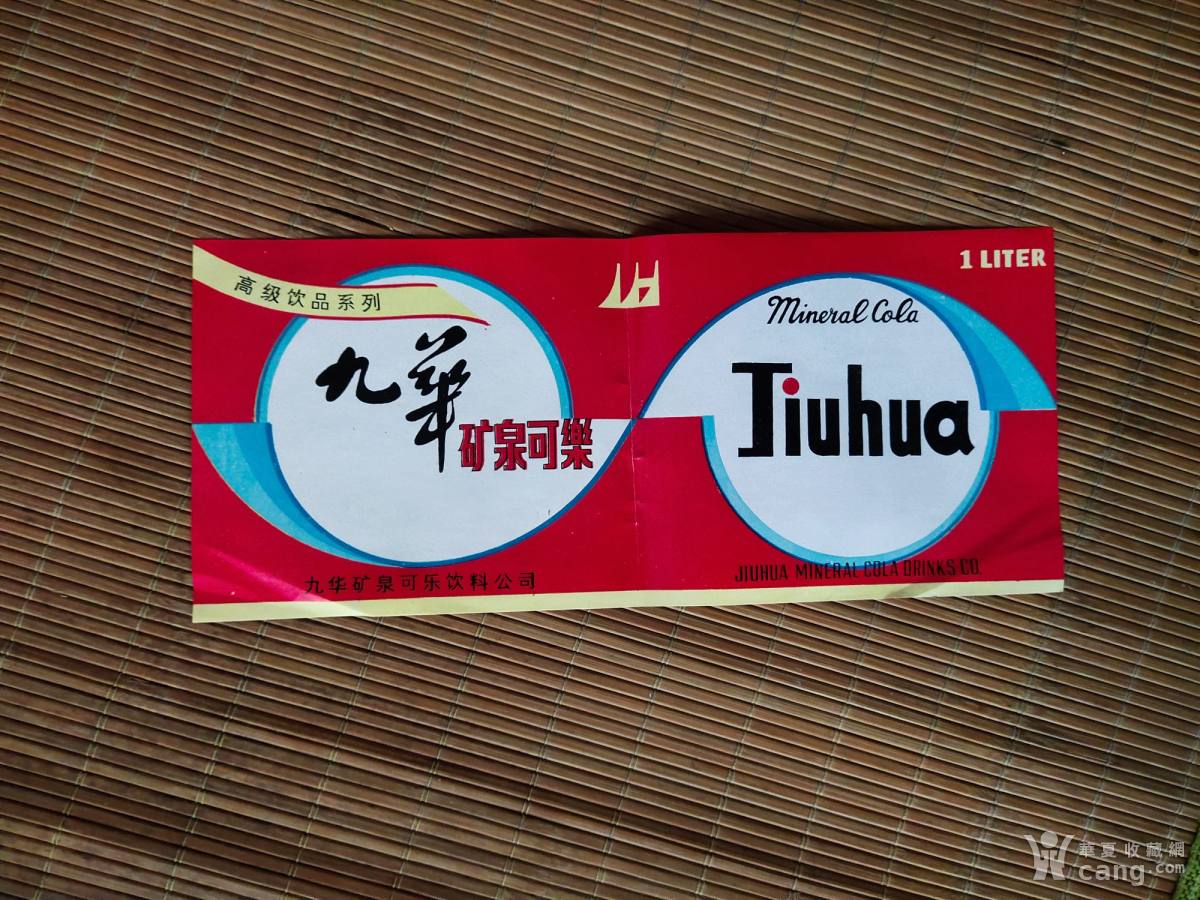 高级饮品系列
九華
矿泉可樂
九华矿泉可乐饮料公司
JH
1 LITER
Mineral Cola
Jiuhua
JIUHUA MINERAL COLA DRINKS CO.
華夏收藏網
cang.com